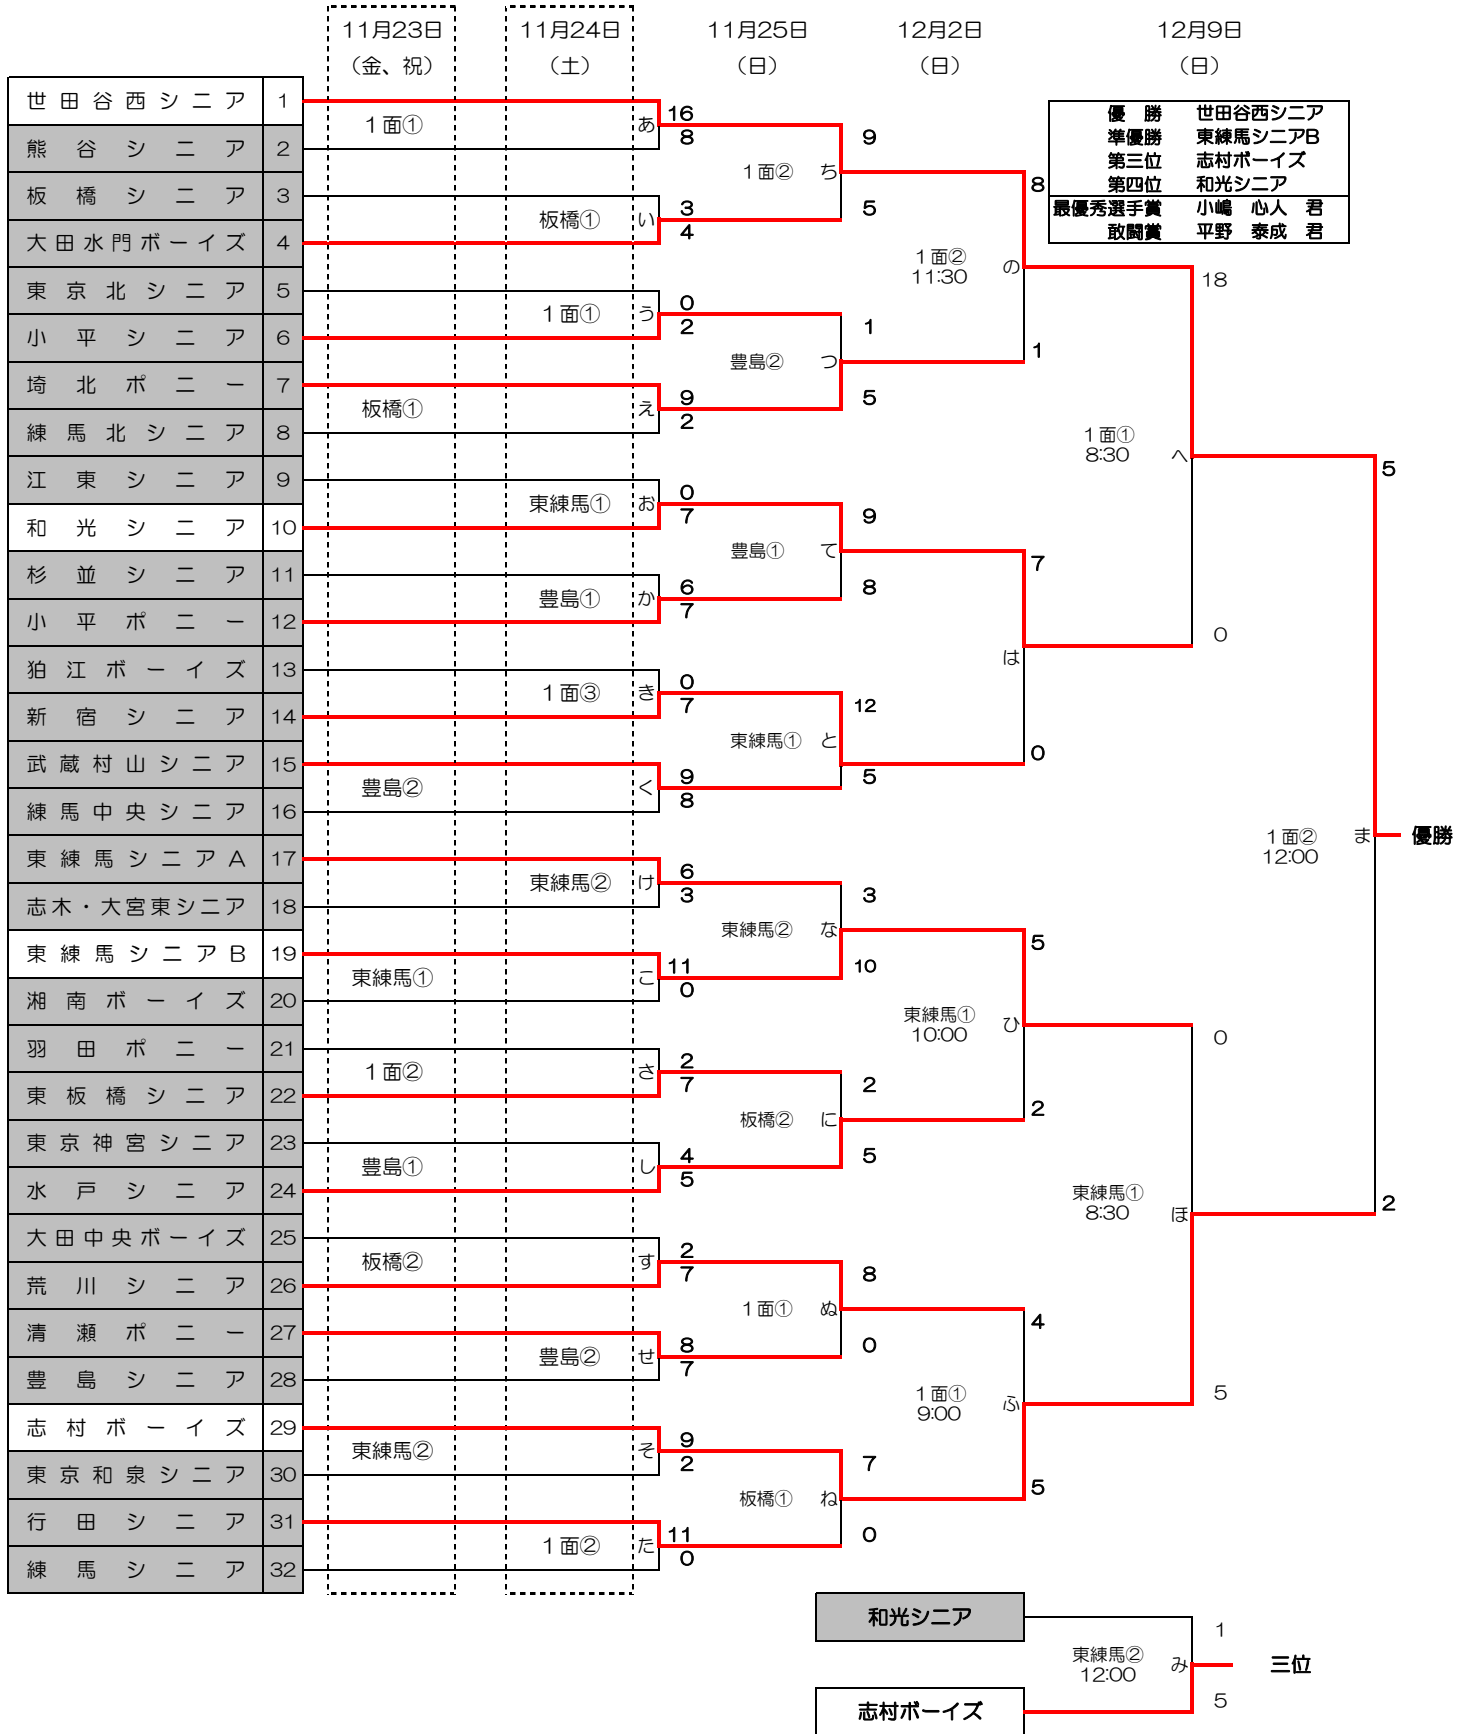 11月23日 11月24日 11月25日 12月2日 12月9日
（金、祝） （土） （日） （日） （日）
優　勝 世田谷西シニア
準優勝 東練馬シニアB
第三位 志村ボーイズ
第四位 和光シニア
最優秀選手賞 小嶋　心人　君
敢闘賞 平野　泰成　君
世田谷西シニア 1
熊谷シニア 2
板橋シニア 3
大田水門ボーイズ 4
東京北シニア 5
小平シニア 6
埼北ポニー 7
練馬北シニア 8
江東シニア 9
和光シニア 10
杉並シニア 11
小平ポニー 12
狛江ボーイズ 13
新宿シニア 14
武蔵村山シニア 15
練馬中央シニア 16
東練馬シニアA 17
志木・大宮東シニア 18
東練馬シニアB 19
湘南ボーイズ 20
羽田ポニー 21
東板橋シニア 22
東京神宮シニア 23
水戸シニア 24
大田中央ボーイズ 25
荒川シニア 26
清瀬ポニー 27
豊島シニア 28
志村ボーイズ 29
東京和泉シニア 30
行田シニア 31
練馬シニア 32
1面① あ 16
8
板橋① い 3
4
1面① う 0
2
板橋① え 9
2
東練馬① お 0
7
豊島① か 6
7
1面③ き 0
7
豊島② く 9
8
東練馬② け 6
3
東練馬① こ 11
0
1面② さ 2
7
豊島① し 4
5
板橋② す 2
7
豊島② せ 8
7
東練馬② そ 9
2
1面② た 11
0
9
1面② ち
5
1
豊島② つ
5
9
豊島① て
8
12
東練馬① と
5
3
東練馬② な
10
2
板橋② に
5
8
1面① ぬ
0
7
板橋① ね
0
8
1面②
11:30 の
1
7
は
0
5
東練馬①
10:00 ひ
2
4
1面①
9:00 ふ
5
18
1面①
8:30 へ
0
0
東練馬①
8:30 ほ
5
5
1面②
12:00 ま 優勝
2
和光シニア
1
東練馬②
12:00 み 三位
5
志村ボーイズ